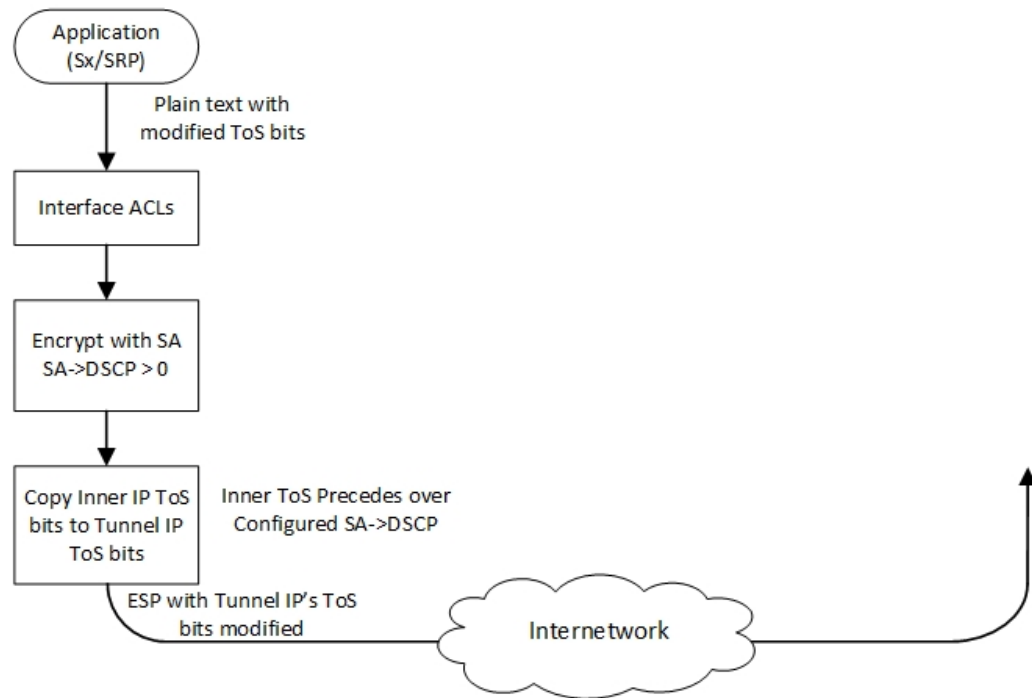 Application
(Sx/SRP)
Plain text with
modified ToS bits
Interface ACLs
Encrypt with SA
SA->DSCP > 0
Copy Inner IP ToS
bits to Tunnel IP
ToS bits
Inner ToS Precedes over
Configured SA->DSCP
ESP with Tunnel IP's ToS
bits modified
Internetwork